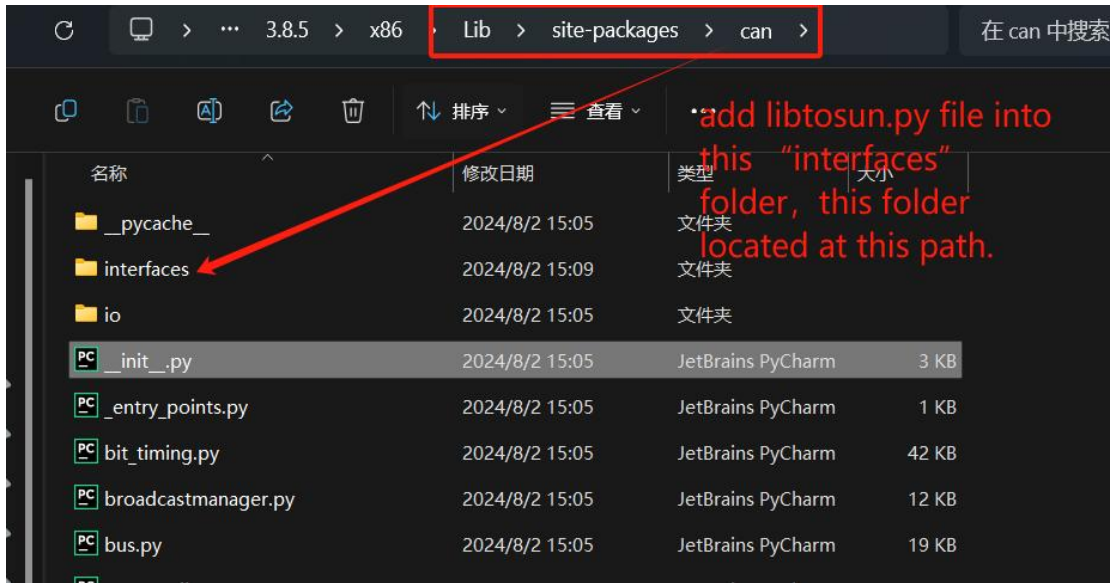 … 3.8.5 > x86 > Lib > site-packages > can >
在 can 中搜索
排序
查看
•••
add libtosun.py file into
this “interfaces”
folder, this folder
located at this path.
名称 修改日期 类型 大小
__pycache__ 2024/8/2 15:05 文件夹
interfaces 2024/8/2 15:09 文件夹
io 2024/8/2 15:05 文件夹
PC __init__.py 2024/8/2 15:05 JetBrains PyCharm 3 KB
PC _entry_points.py 2024/8/2 15:05 JetBrains PyCharm 1 KB
PC bit_timing.py 2024/8/2 15:05 JetBrains PyCharm 42 KB
PC broadcastmanager.py 2024/8/2 15:05 JetBrains PyCharm 12 KB
PC bus.py 2024/8/2 15:05 JetBrains PyCharm 19 KB